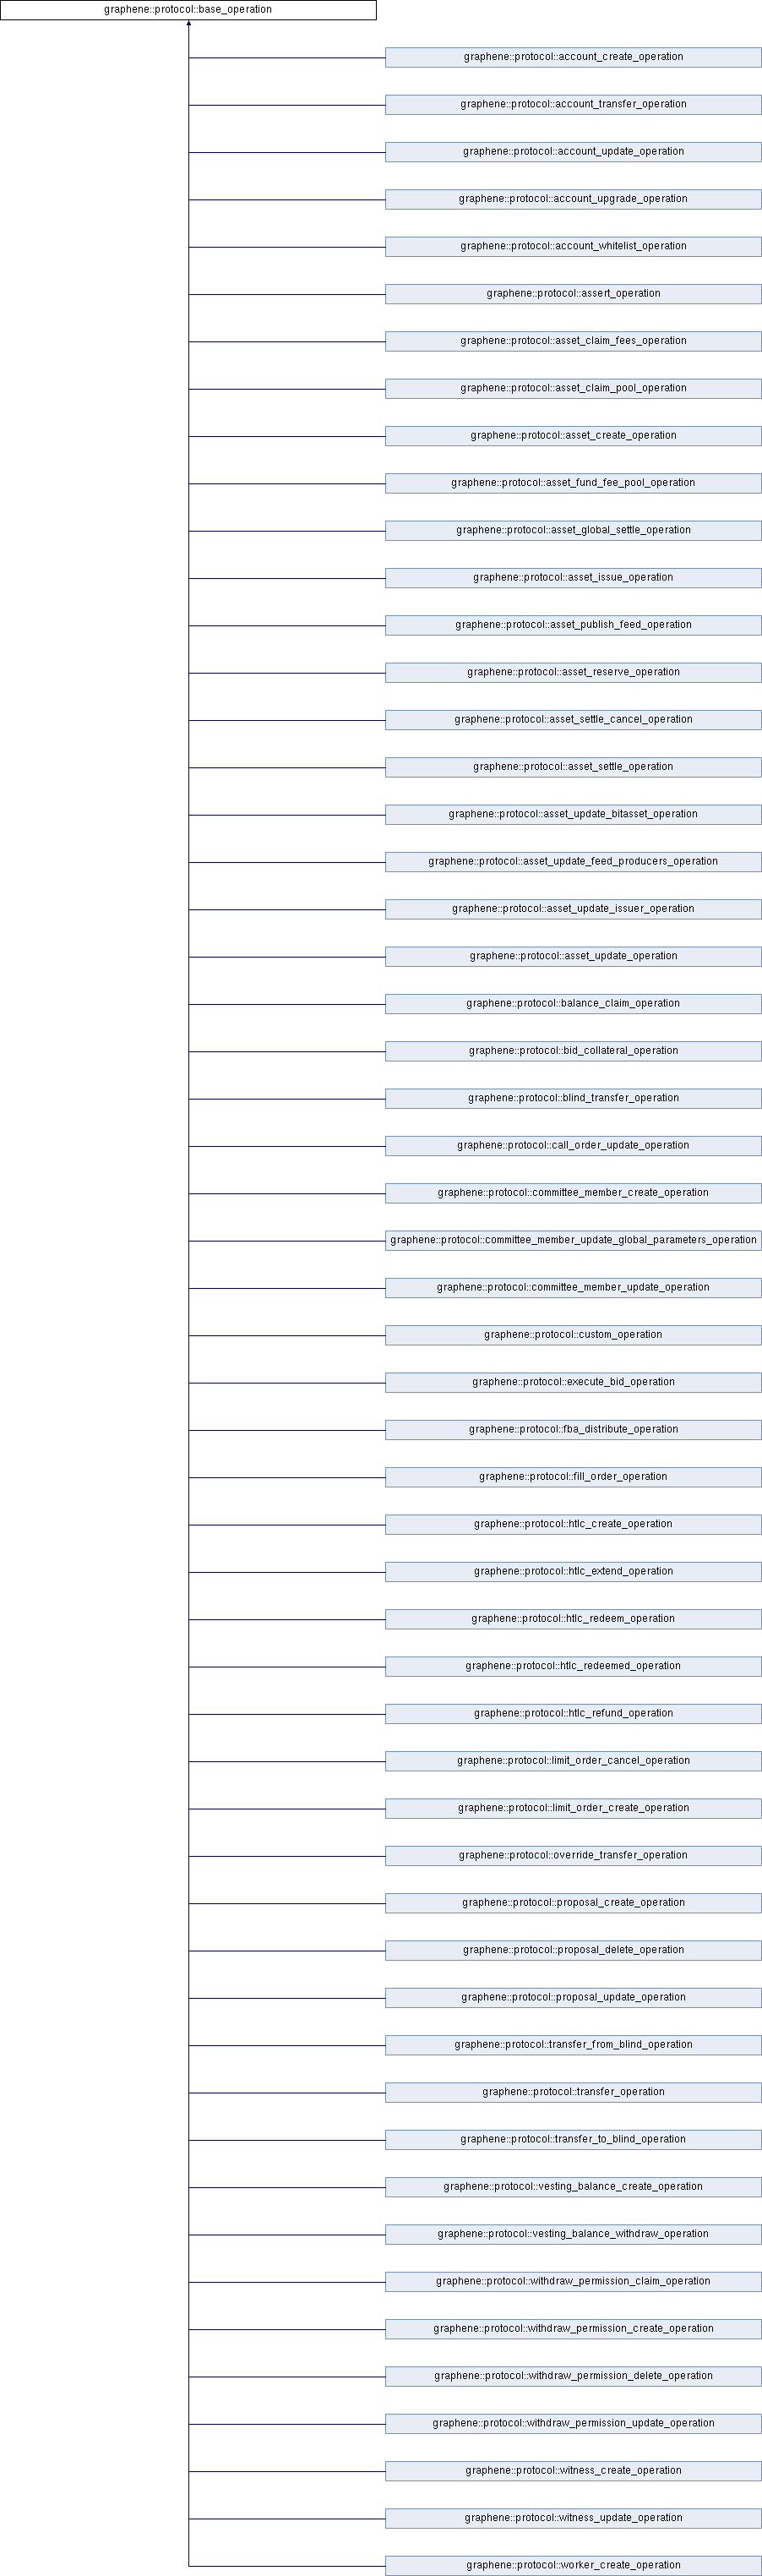 graphene::protocol::base_operation
graphene::protocol::account_create_operation
graphene::protocol::account_transfer_operation
graphene::protocol::account_update_operation
graphene::protocol::account_upgrade_operation
graphene::protocol::account_whitelist_operation
graphene::protocol::assert_operation
graphene::protocol::asset_claim_fees_operation
graphene::protocol::asset_claim_pool_operation
graphene::protocol::asset_create_operation
graphene::protocol::asset_fund_fee_pool_operation
graphene::protocol::asset_global_settle_operation
graphene::protocol::asset_issue_operation
graphene::protocol::asset_publish_feed_operation
graphene::protocol::asset_reserve_operation
graphene::protocol::asset_settle_cancel_operation
graphene::protocol::asset_settle_operation
graphene::protocol::asset_update_bitasset_operation
graphene::protocol::asset_update_feed_producers_operation
graphene::protocol::asset_update_issuer_operation
graphene::protocol::asset_update_operation
graphene::protocol::balance_claim_operation
graphene::protocol::bid_collateral_operation
graphene::protocol::blind_transfer_operation
graphene::protocol::call_order_update_operation
graphene::protocol::committee_member_create_operation
graphene::protocol::committee_member_update_global_parameters_operation
graphene::protocol::committee_member_update_operation
graphene::protocol::custom_operation
graphene::protocol::execute_bid_operation
graphene::protocol::fba_distribute_operation
graphene::protocol::fill_order_operation
graphene::protocol::htlc_create_operation
graphene::protocol::htlc_extend_operation
graphene::protocol::htlc_redeem_operation
graphene::protocol::htlc_redeemed_operation
graphene::protocol::htlc_refund_operation
graphene::protocol::limit_order_cancel_operation
graphene::protocol::limit_order_create_operation
graphene::protocol::override_transfer_operation
graphene::protocol::proposal_create_operation
graphene::protocol::proposal_delete_operation
graphene::protocol::proposal_update_operation
graphene::protocol::transfer_from_blind_operation
graphene::protocol::transfer_operation
graphene::protocol::transfer_to_blind_operation
graphene::protocol::vesting_balance_create_operation
graphene::protocol::vesting_balance_withdraw_operation
graphene::protocol::withdraw_permission_claim_operation
graphene::protocol::withdraw_permission_create_operation
graphene::protocol::withdraw_permission_delete_operation
graphene::protocol::withdraw_permission_update_operation
graphene::protocol::witness_create_operation
graphene::protocol::witness_update_operation
graphene::protocol::worker_create_operation